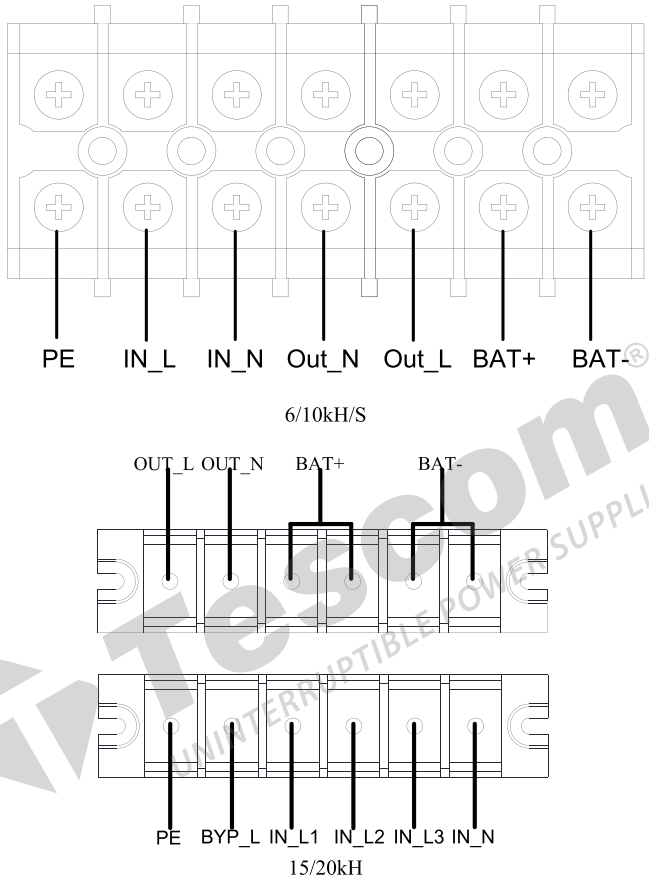 PE IN_L IN_N Out_N Out_L BAT+ BAT-
6/10kH/S
OUT_L OUT_N BAT+ BAT-
PE BYP_L IN_L1 IN_L2 IN_L3 IN_N
15/20kH
Tescom®
UNINTERRUPTIBLE POWER SUPPLI